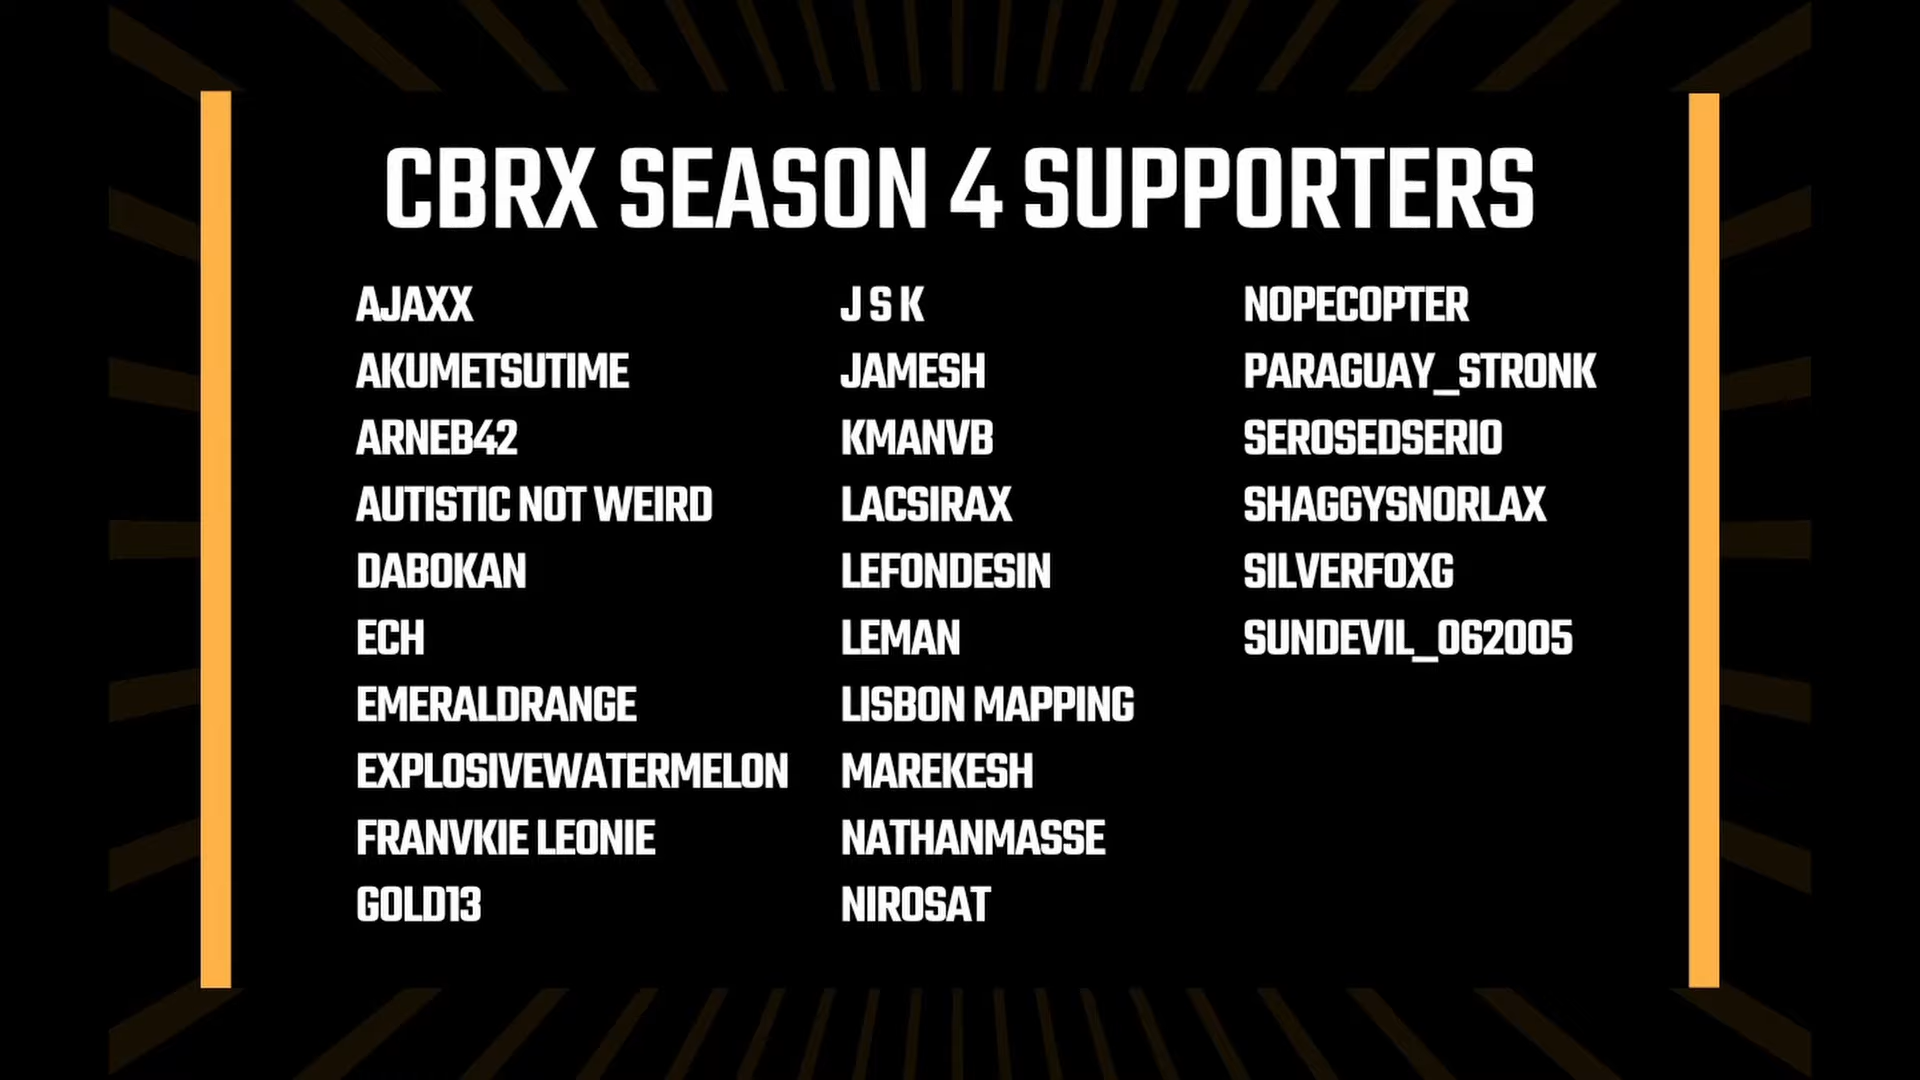 CBRX SEASON 4 SUPPORTERS
AJAXX
AKUMETSUTIME
ARNEB42
AUTISTIC NOT WEIRD
DABOKAN
ECH
EMERALDRANGE
EXPLOSIVEWATERMELON
FRANVKIE LEONIE
GOLD13
J S K
JAMESH
KMANVB
LACSIRAX
LEFONDESIN
LEMAN
LISBON MAPPING
MAREKESH
NATHANMASSE
NIROSAT
NOPECOPTER
PARAGUAY_STRONK
SEROSEDSERIO
SHAGGYSNORLAX
SILVERFOXG
SUNDEVIL_062005